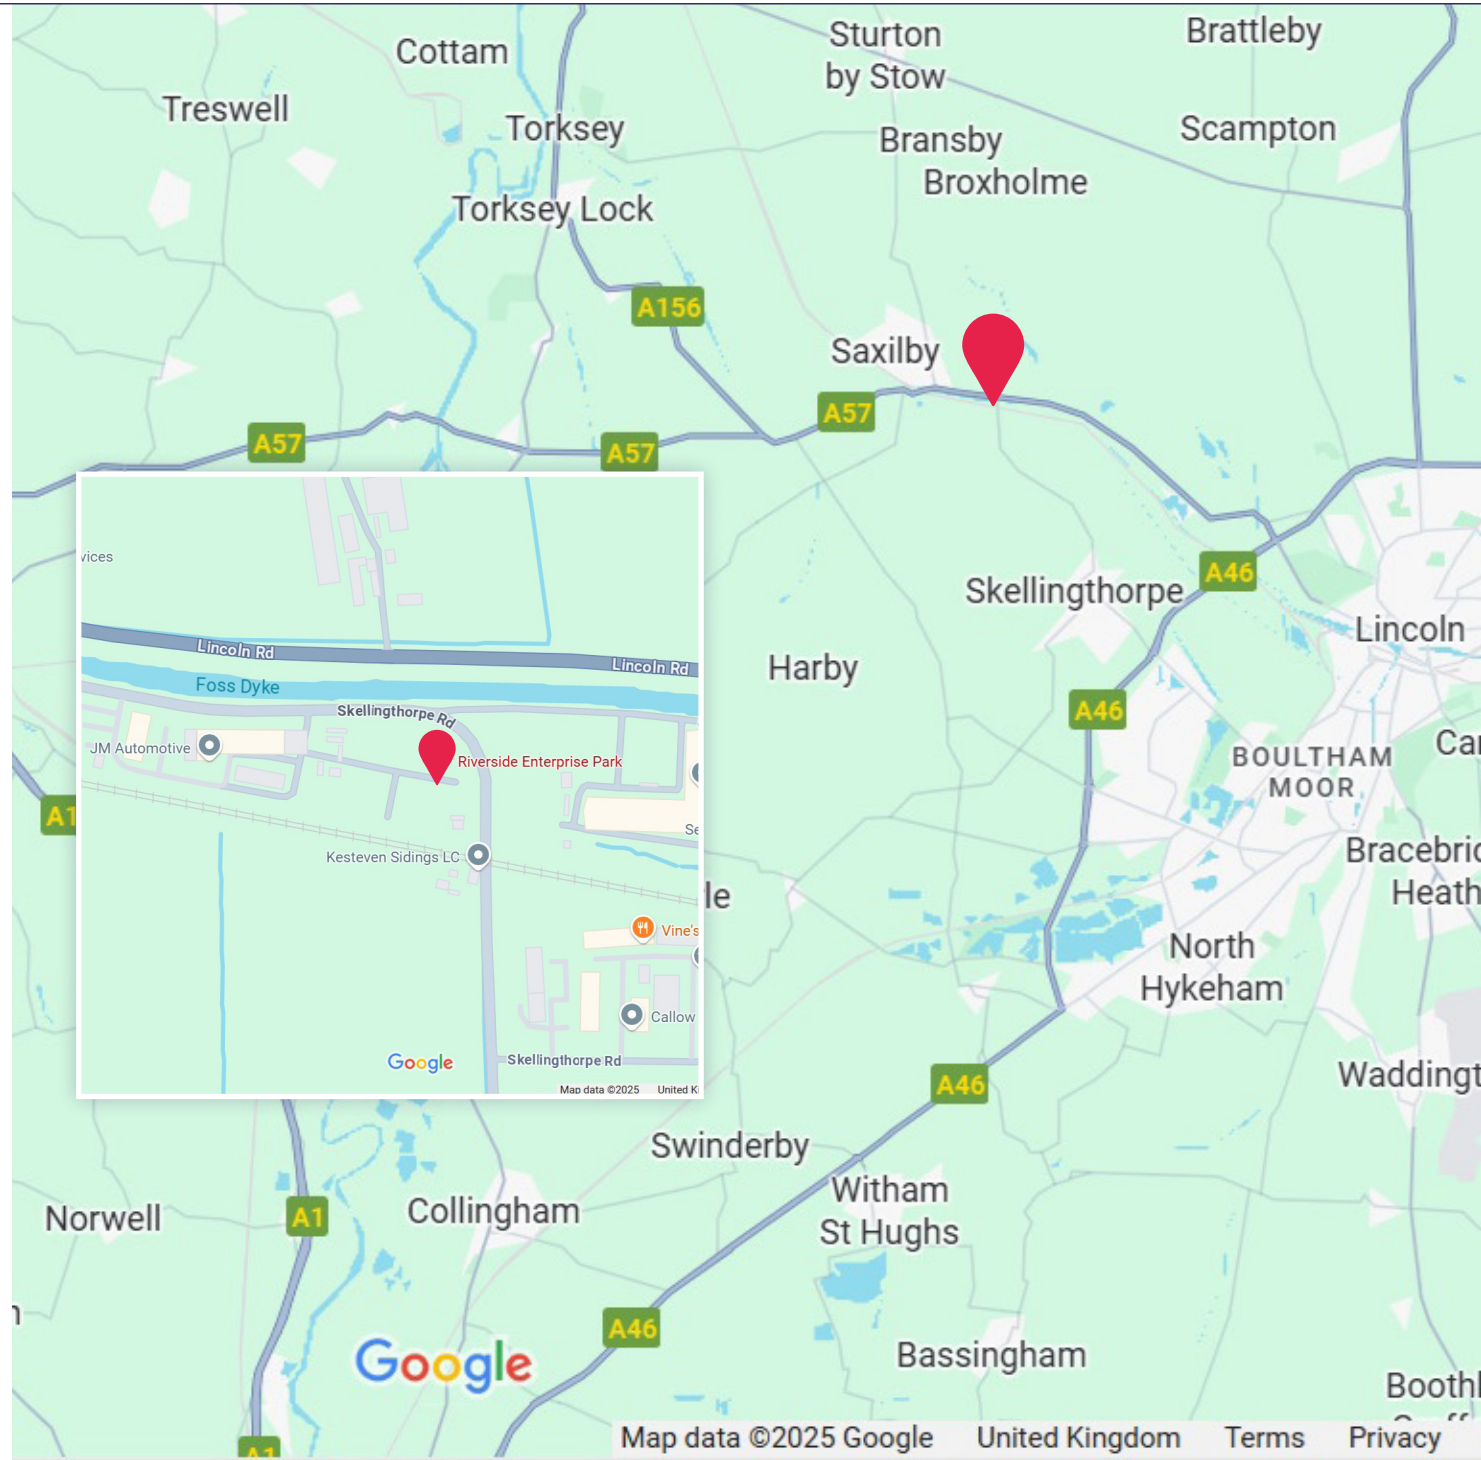 Cottam
Sturton
by Stow
Brattleby
Treswell
Torksey
Bransby
Scampton
Broxholme
Torksey Lock
A156
Saxilby
A57
A57
A57
Skellingthorpe
A46
Lincoln
Harby
A46
BOULTHAM
MOOR
Lincoln Rd
Lincoln Rd
Foss Dyke
Skellingthorpe Rd
JM Automotive
Riverside Enterprise Park
Kesteven Sidings LC
Vine's
Callow
Skellingthorpe Rd
Google
Map data ©2025 United K
A1
Heath
North
Hykeham
A46
Swinderby
Witham
St Hughs
Norwell
A1
Collingham
A46
Bassingham
Google
A1
Map data ©2025 Google United Kingdom Terms Privacy